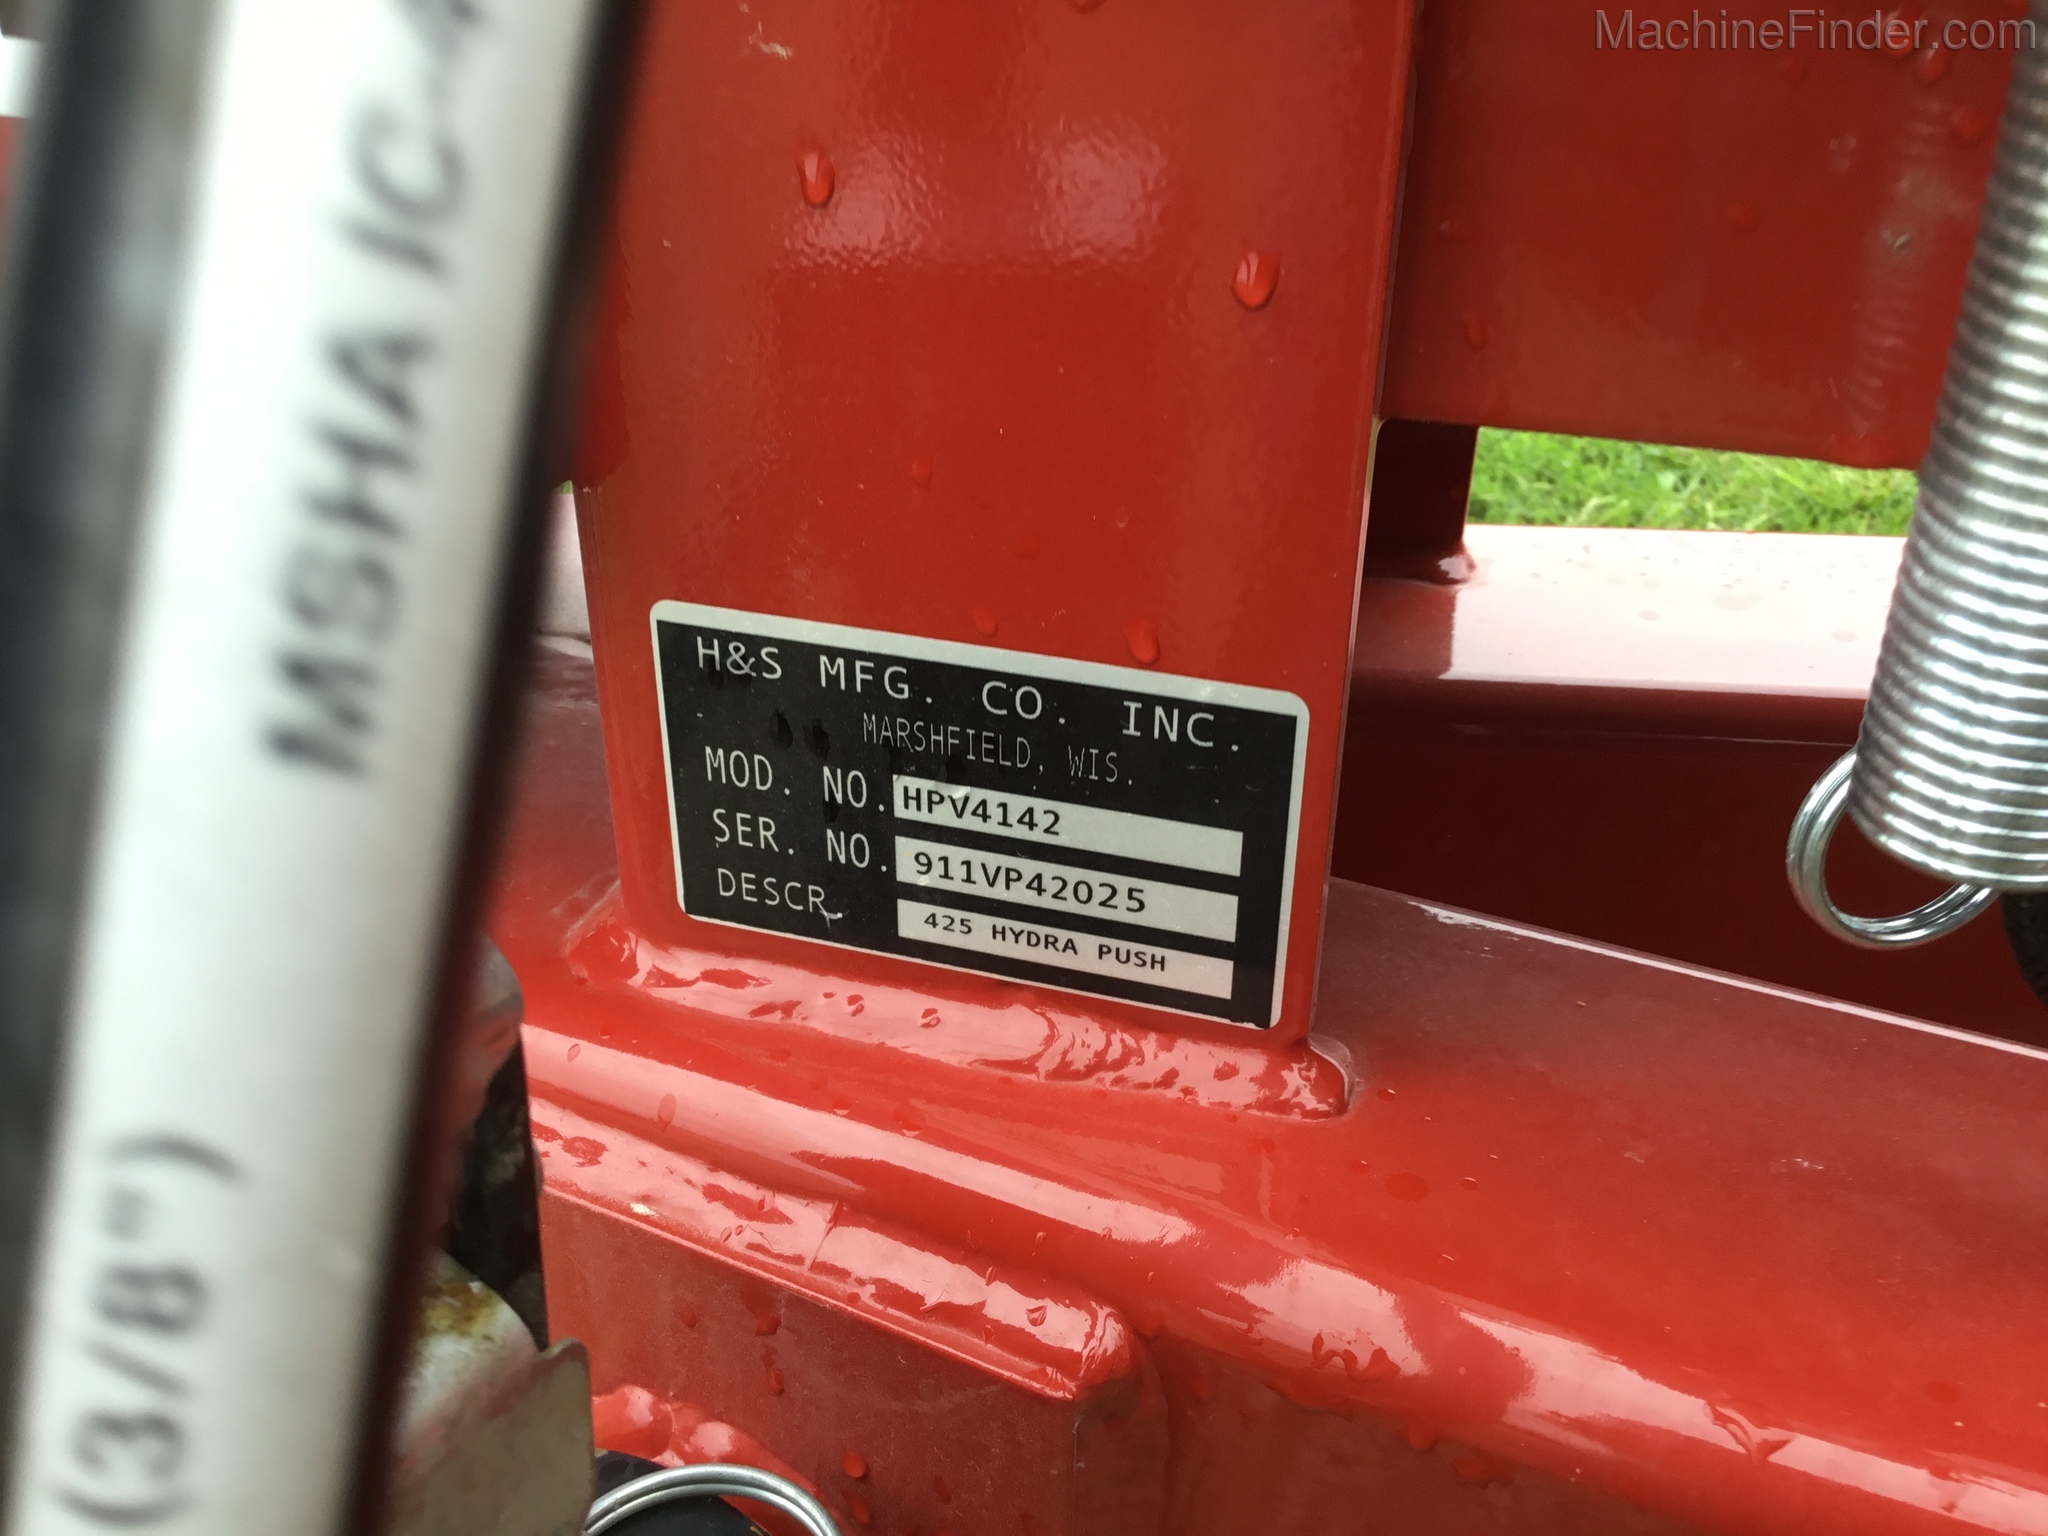 MachineFinder.com
MSHA IC-4
(3/8")
H&S MFG. CO. INC.
MARSHFIELD, WIS.
MOD. NO. HPV4142
SER. NO. 911VP42025
DESCR. 425 HYDRA PUSH